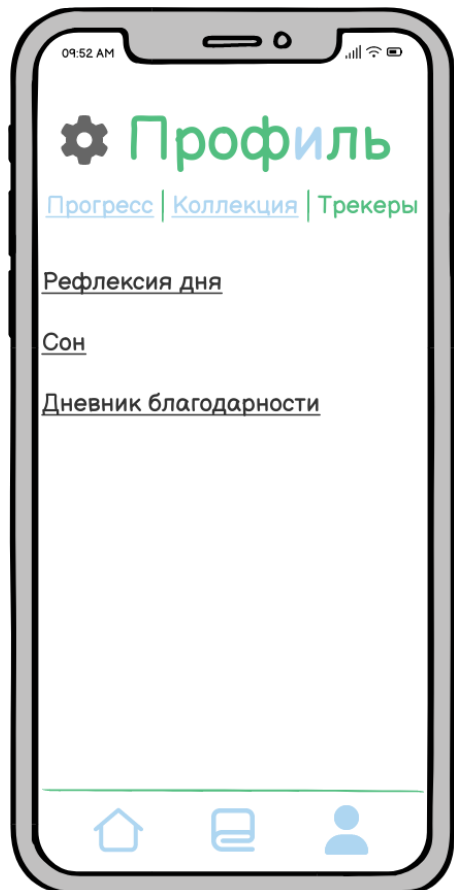 09:52 AM
Профиль
Прогресс | Коллекция | Трекеры
Рефлексия дня
Сон
Дневник благодарности